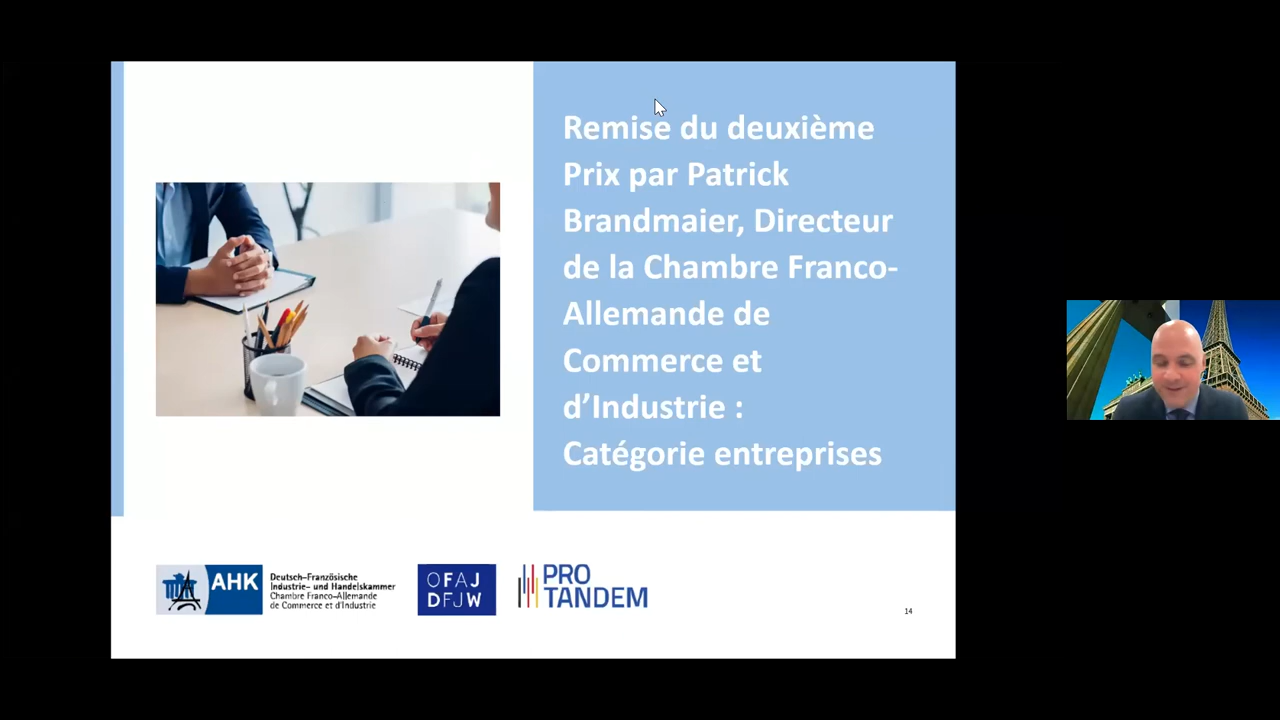 Remise du deuxième
Prix par Patrick
Brandmaier, Directeur
de la Chambre Franco-
Allemande de
Commerce et
d’Industrie :
Catégorie entreprises
AHK
Deutsch-Französische
Industrie- und Handelskammer
Chambre Franco-Allemande
de Commerce et d'Industrie
OFAJ
DFJW
PRO
TANDEM
14